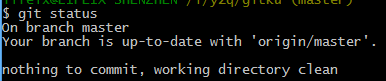 $ git status
On branch master
Your branch is up-to-date with 'origin/master'.
nothing to commit, working directory clean